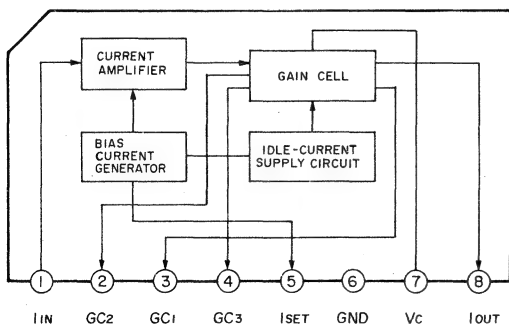 CURRENT
AMPLIFIER
GAIN CELL
BIAS
CURRENT
GENERATOR
IDLE-CURRENT
SUPPLY CIRCUIT
1 2 3 4 5 6 7 8
IIN GC2 GC1 GC3 ISET GND VC IOUT